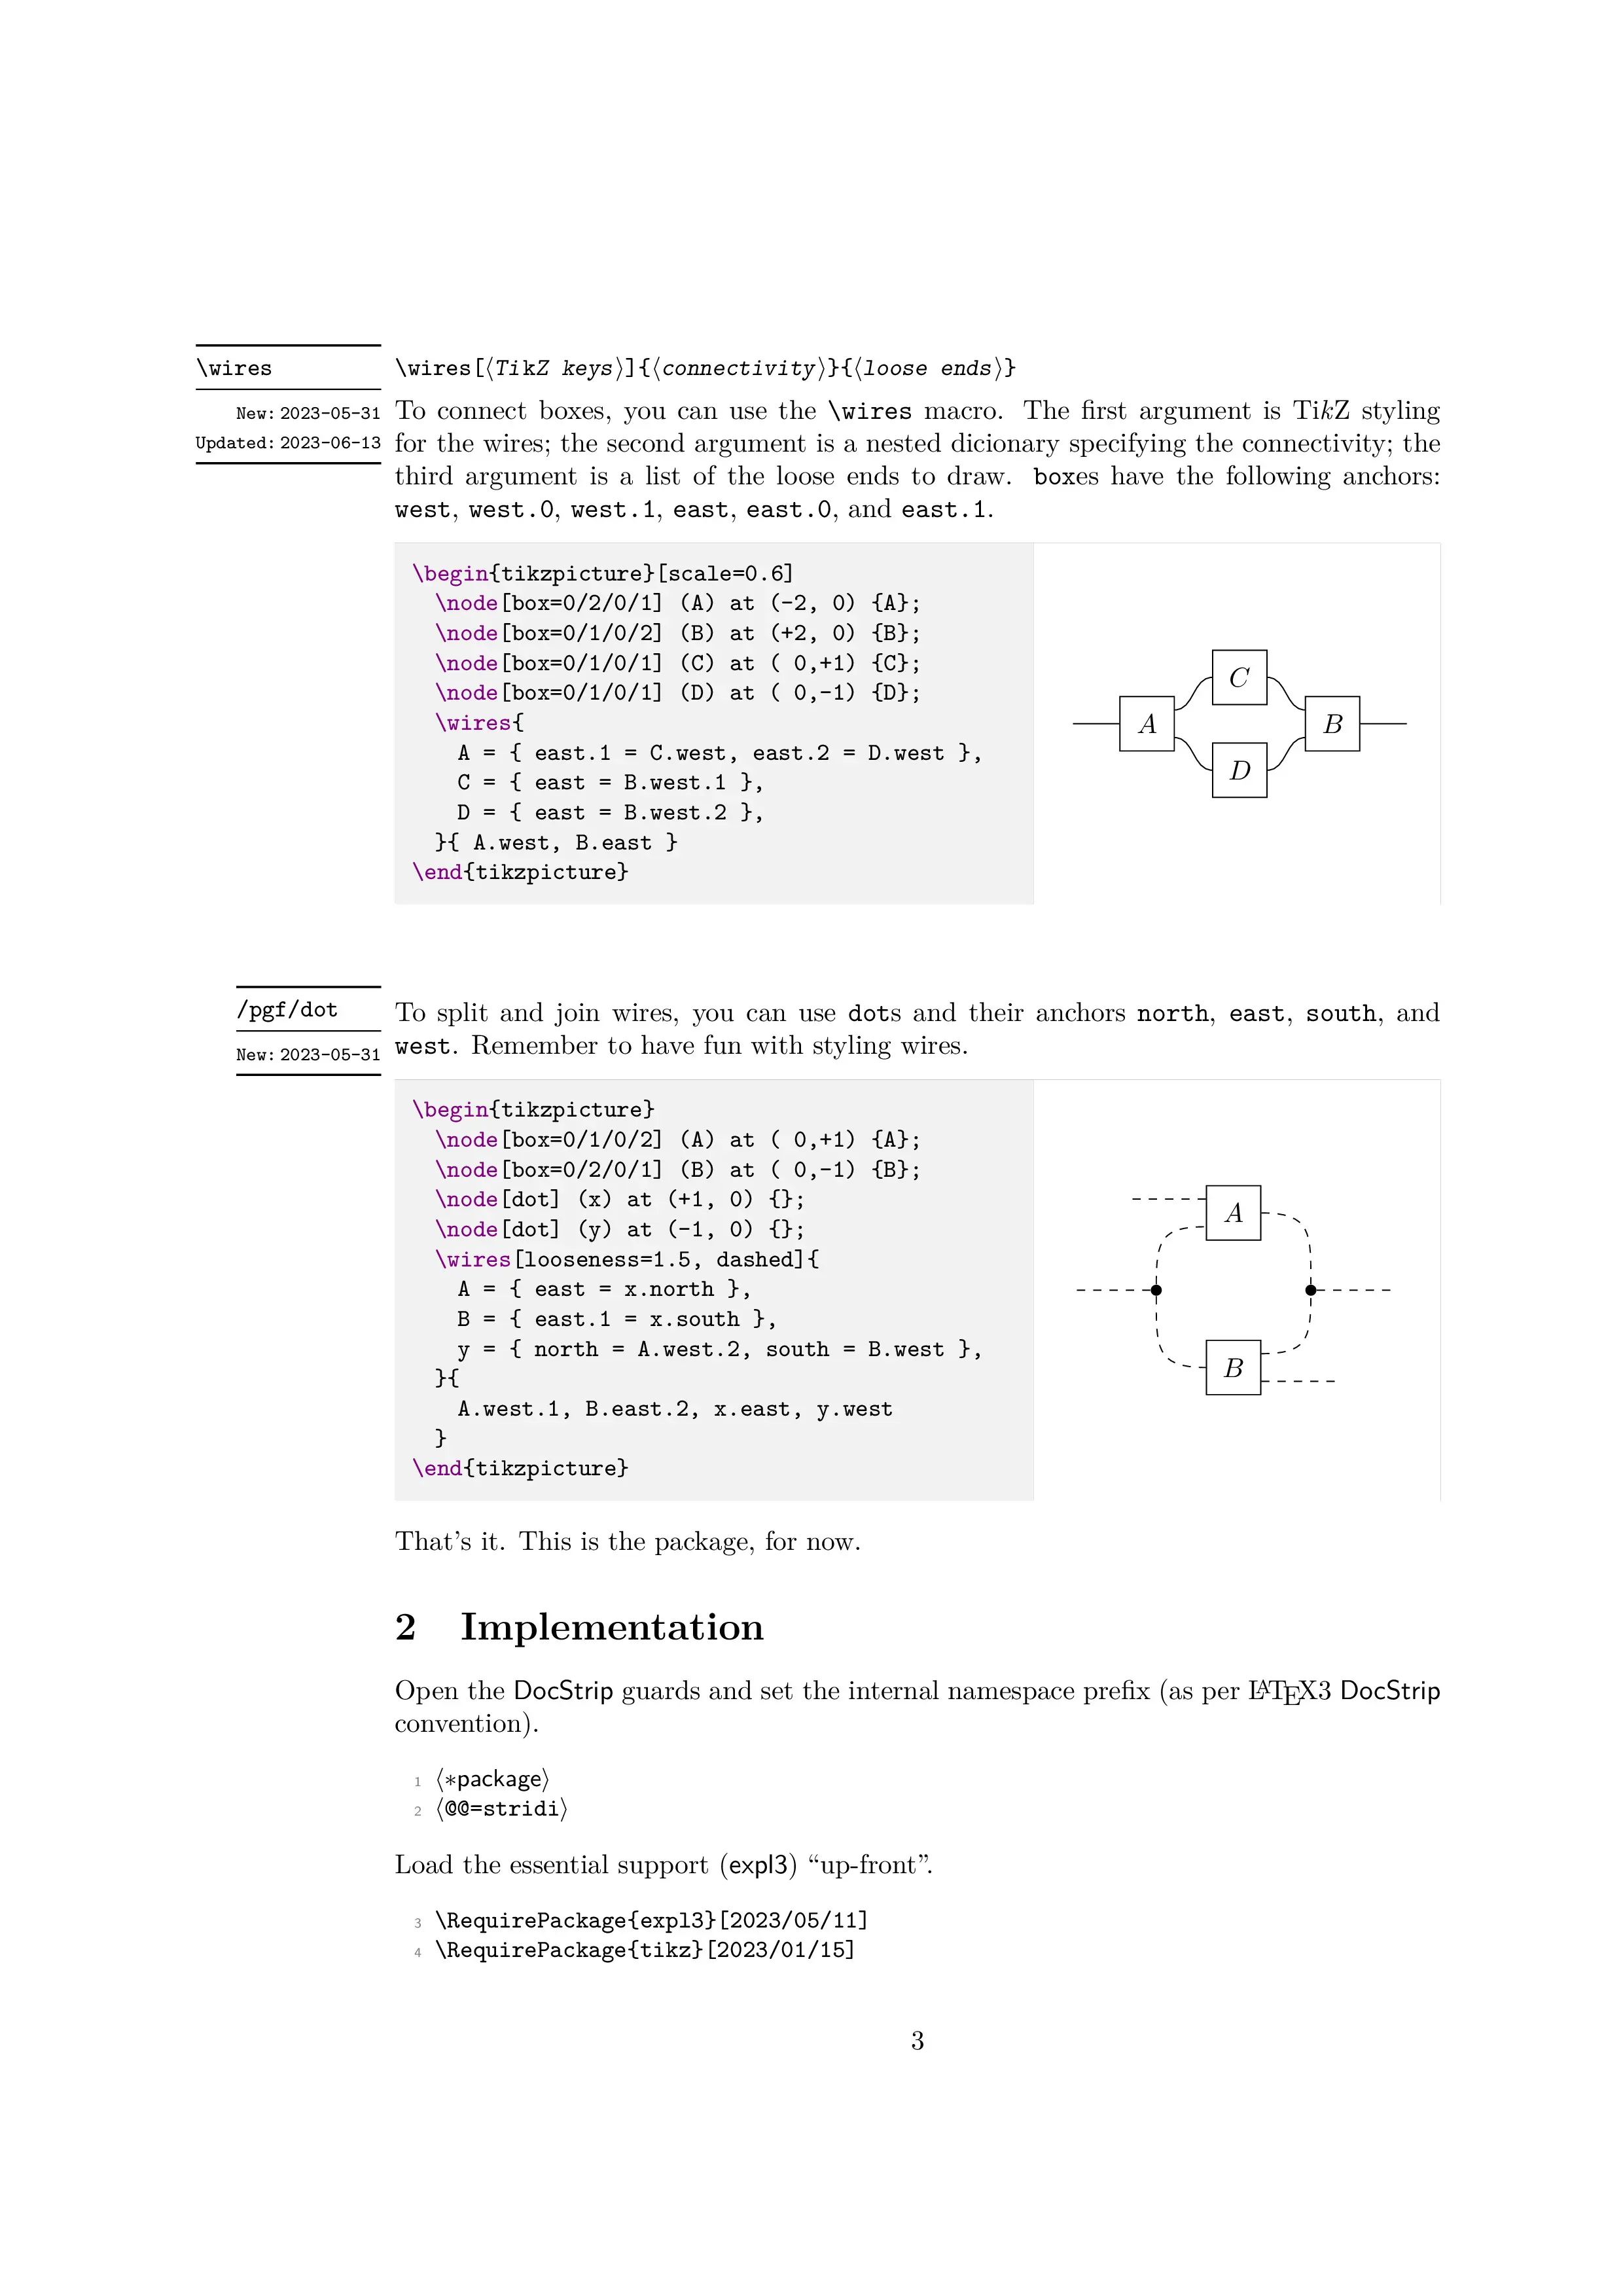 \wires
New: 2023-05-31
Updated: 2023-06-13
\wires[⟨TikZ keys⟩]{⟨connectivity⟩}{⟨loose ends⟩}
To connect boxes, you can use the \wires macro. The first argument is TikZ styling
for the wires; the second argument is a nested dicionary specifying the connectivity; the
third argument is a list of the loose ends to draw. boxes have the following anchors:
west, west.0, west.1, east, east.0, and east.1.
\begin{tikzpicture}[scale=0.6]
  \node[box=0/2/0/1] (A) at (-2, 0) {A};
  \node[box=0/1/0/2] (B) at (+2, 0) {B};
  \node[box=0/1/0/1] (C) at ( 0,+1) {C};
  \node[box=0/1/0/1] (D) at ( 0,-1) {D};
  \wires{
    A = { east.1 = C.west, east.2 = D.west },
    C = { east = B.west.1 },
    D = { east = B.west.2 },
  }{ A.west, B.east }
\end{tikzpicture}
C
A
B
D
/pgf/dot
New: 2023-05-31
To split and join wires, you can use dots and their anchors north, east, south, and
west. Remember to have fun with styling wires.
\begin{tikzpicture}
  \node[box=0/1/0/2] (A) at ( 0,+1) {A};
  \node[box=0/2/0/1] (B) at ( 0,-1) {B};
  \node[dot] (x) at (+1, 0) {};
  \node[dot] (y) at (-1, 0) {};
  \wires[looseness=1.5, dashed]{
    A = { east = x.north },
    B = { east.1 = x.south },
    y = { north = A.west.2, south = B.west },
  }{
    A.west.1, B.east.2, x.east, y.west
  }
\end{tikzpicture}
A
B
That's it. This is the package, for now.
2 Implementation
Open the DocStrip guards and set the internal namespace prefix (as per LATEX3 DocStrip
convention).
1 ⟨*package⟩
2 ⟨@@=stridi⟩
Load the essential support (expl3) “up-front”.
3 \RequirePackage{expl3}[2023/05/11]
4 \RequirePackage{tikz}[2023/01/15]
3